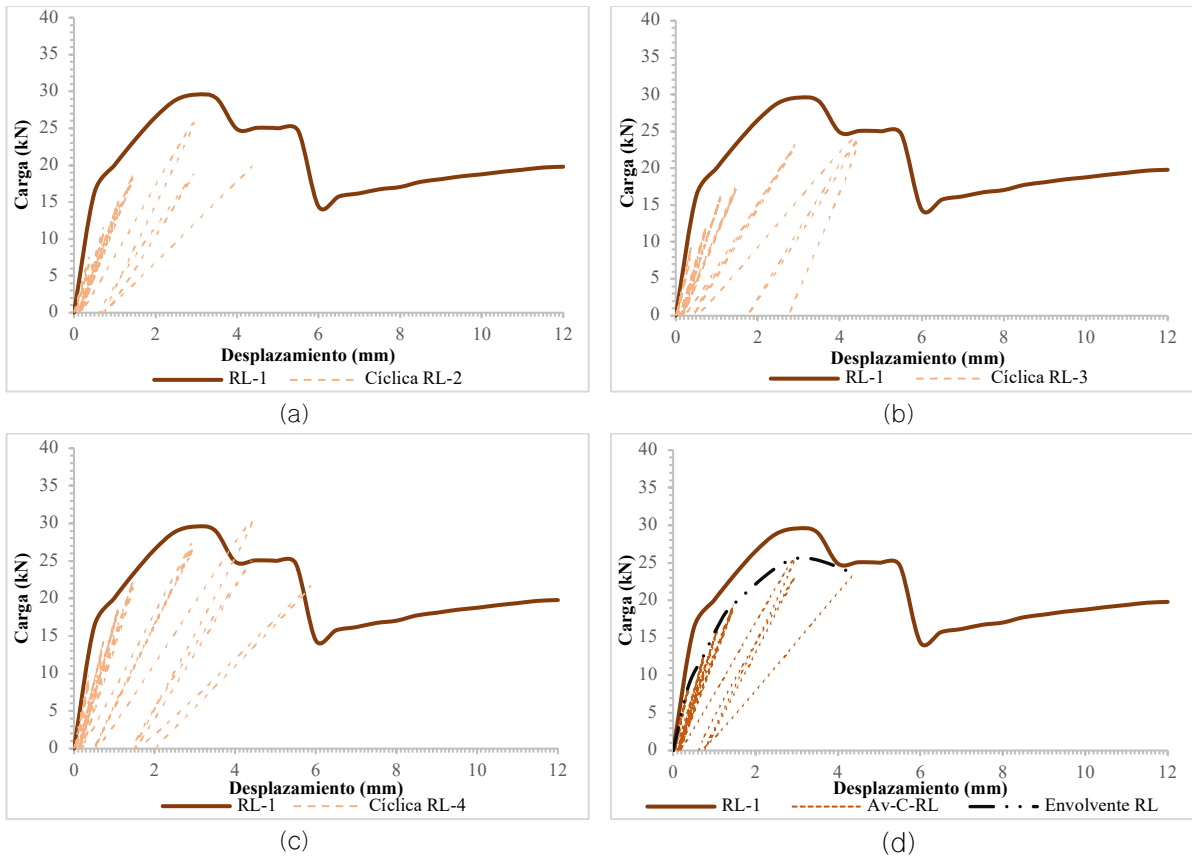 40
35
30
25
20
15
10
5
0
Carga (kN)
0 2 4 6 8 10 12
Desplazamiento (mm)
RL-1 Cíclica RL-2
(a)
40
35
30
25
20
15
10
5
0
Carga (kN)
0 2 4 6 8 10 12
Desplazamiento (mm)
RL-1 Cíclica RL-3
(b)
40
35
30
25
20
15
10
5
0
Carga (kN)
0 2 4 6 8 10 12
Desplazamiento (mm)
RL-1 Cíclica RL-4
(c)
40
35
30
25
20
15
10
5
0
Carga (kN)
0 2 4 6 8 10 12
Desplazamiento (mm)
RL-1 Av-C-RL Envolvente RL
(d)